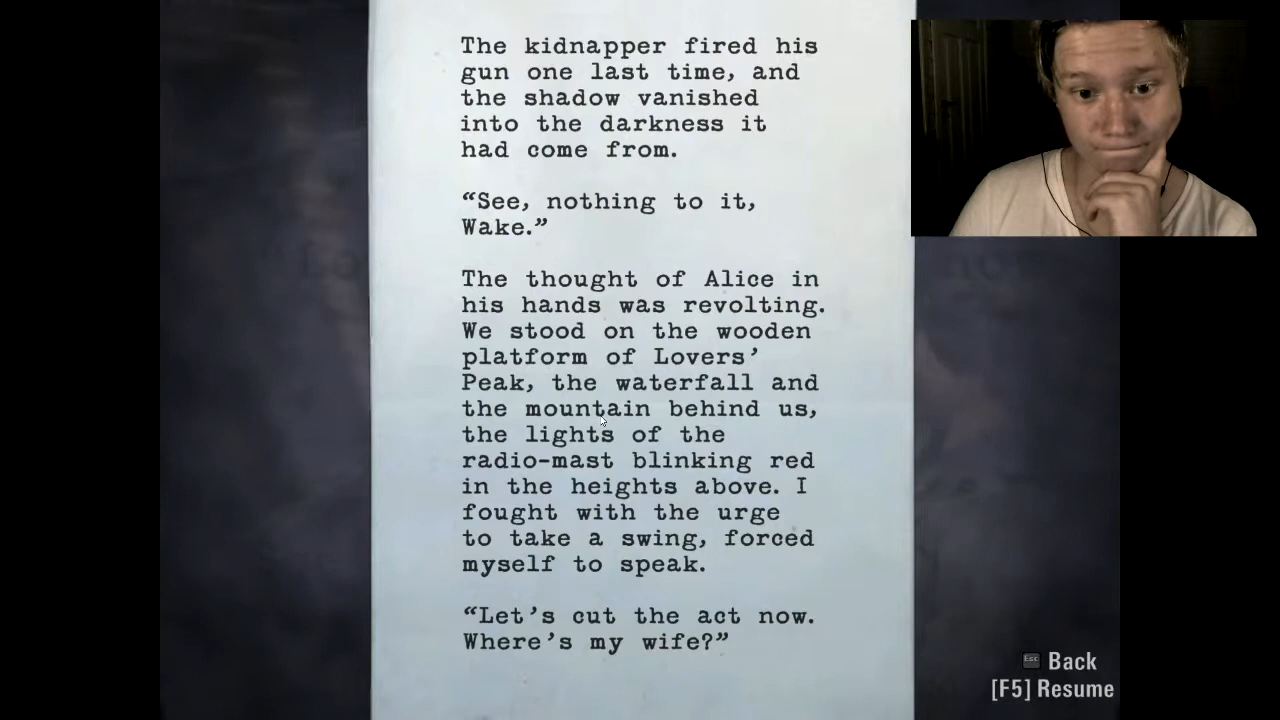 The kidnapper fired his
gun one last time, and
the shadow vanished
into the darkness it
had come from.
“See, nothing to it,
Wake.”
The thought of Alice in
his hands was revolting.
We stood on the wooden
platform of Lovers’
Peak, the waterfall and
the mountain behind us,
the lights of the
radio-mast blinking red
in the heights above. I
fought with the urge
to take a swing, forced
myself to speak.
“Let’s cut the act now.
Where’s my wife?”
Esc Back
[F5] Resume